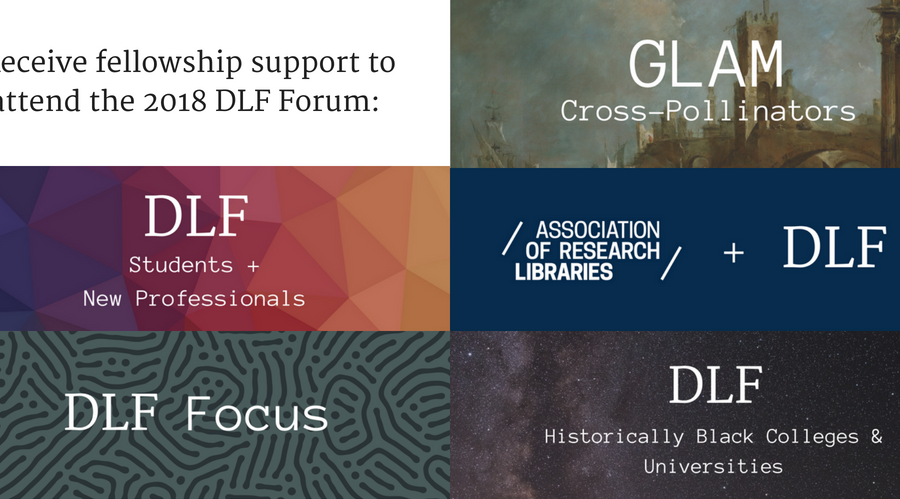 eceive fellowship support to
attend the 2018 DLF Forum:
GLAM
Cross-Pollinators
DLF
Students +
New Professionals
ASSOCIATION
OF RESEARCH
LIBRARIES
+ DLF
DLF Focus
DLF
Historically Black Colleges &
Universities